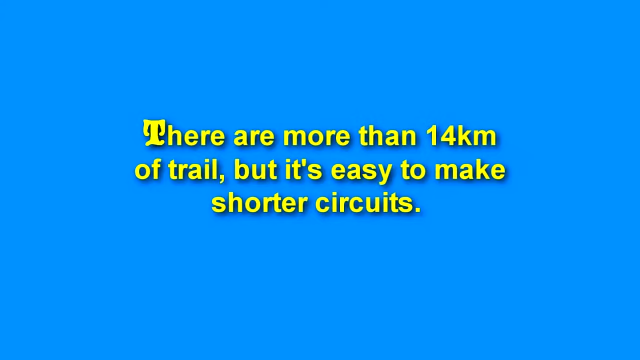 There are more than 14km
of trail, but it's easy to make
shorter circuits.